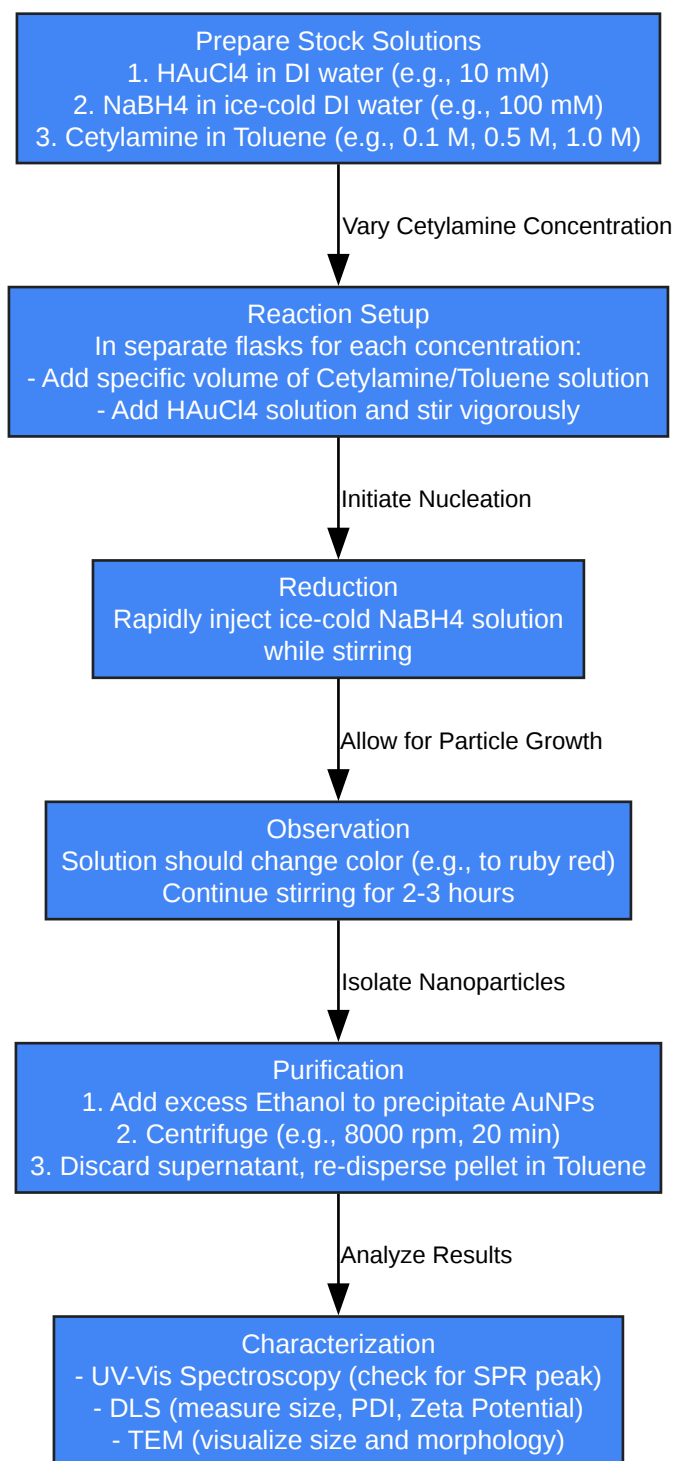 Prepare Stock Solutions
1. HAuCl4 in DI water (e.g., 10 mM)
2. NaBH4 in ice-cold DI water (e.g., 100 mM)
3. Cetylamine in Toluene (e.g., 0.1 M, 0.5 M, 1.0 M)
Vary Cetylamine Concentration
Reaction Setup
In separate flasks for each concentration:
- Add specific volume of Cetylamine/Toluene solution
- Add HAuCl4 solution and stir vigorously
Initiate Nucleation
Reduction
Rapidly inject ice-cold NaBH4 solution
while stirring
Allow for Particle Growth
Observation
Solution should change color (e.g., to ruby red)
Continue stirring for 2-3 hours
Isolate Nanoparticles
Purification
1. Add excess Ethanol to precipitate AuNPs
2. Centrifuge (e.g., 8000 rpm, 20 min)
3. Discard supernatant, re-disperse pellet in Toluene
Analyze Results
Characterization
- UV-Vis Spectroscopy (check for SPR peak)
- DLS (measure size, PDI, Zeta Potential)
- TEM (visualize size and morphology)